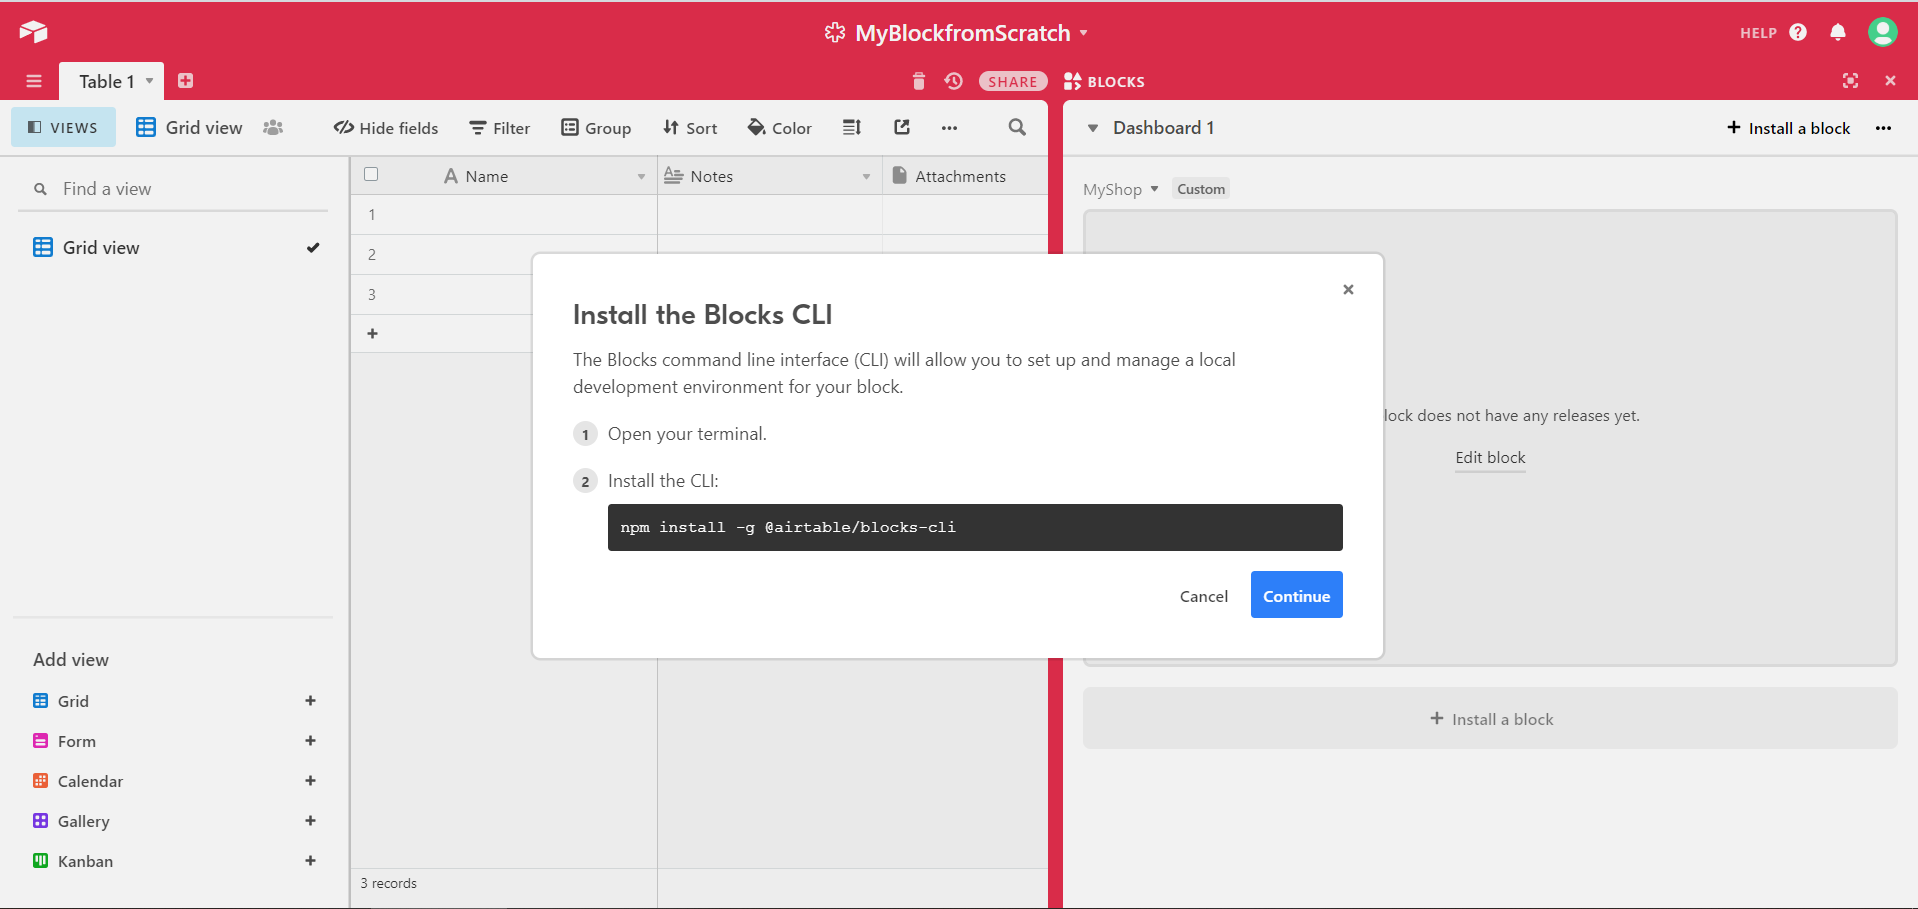 MyBlockfromScratch
HELP
Table 1
SHARE
BLOCKS
VIEWS
Grid view
Hide fields
Filter
Group
Sort
Color
Dashboard 1
Install a block
Find a view
Grid view
Name
Notes
Attachments
1
2
3
MyShop
Custom
Install the Blocks CLI
The Blocks command line interface (CLI) will allow you to set up and manage a local
development environment for your block.
1 Open your terminal.
2 Install the CLI:
npm install -g @airtable/blocks-cli
Cancel
Continue
lock does not have any releases yet.
Edit block
Install a block
Add view
Grid
Form
Calendar
Gallery
Kanban
3 records